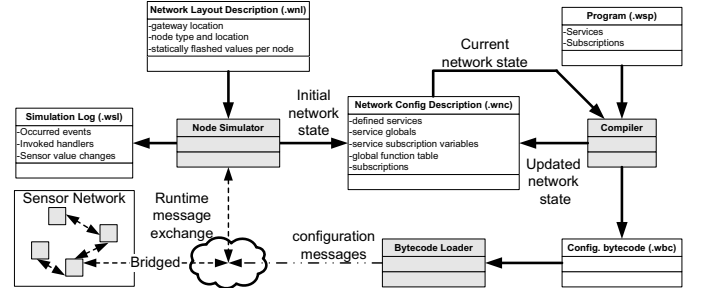 Network Layout Description (.wnl)
-gateway location
-node type and location
-statically flashed values per node
Program (.wsp)
-Services
-Subscriptions
Current
network state
Initial
network
state
Simulation Log (.wsl)
-Occurred events
-Invoked handlers
-Sensor value changes
Node Simulator
Network Config Description (.wnc)
-defined services
-service globals
-service subscription variables
-global function table
-subscriptions
Compiler
Updated
network
state
Sensor Network
Runtime
message
exchange
Bridged
configuration
messages
Bytecode Loader
Config. bytecode (.wbc)